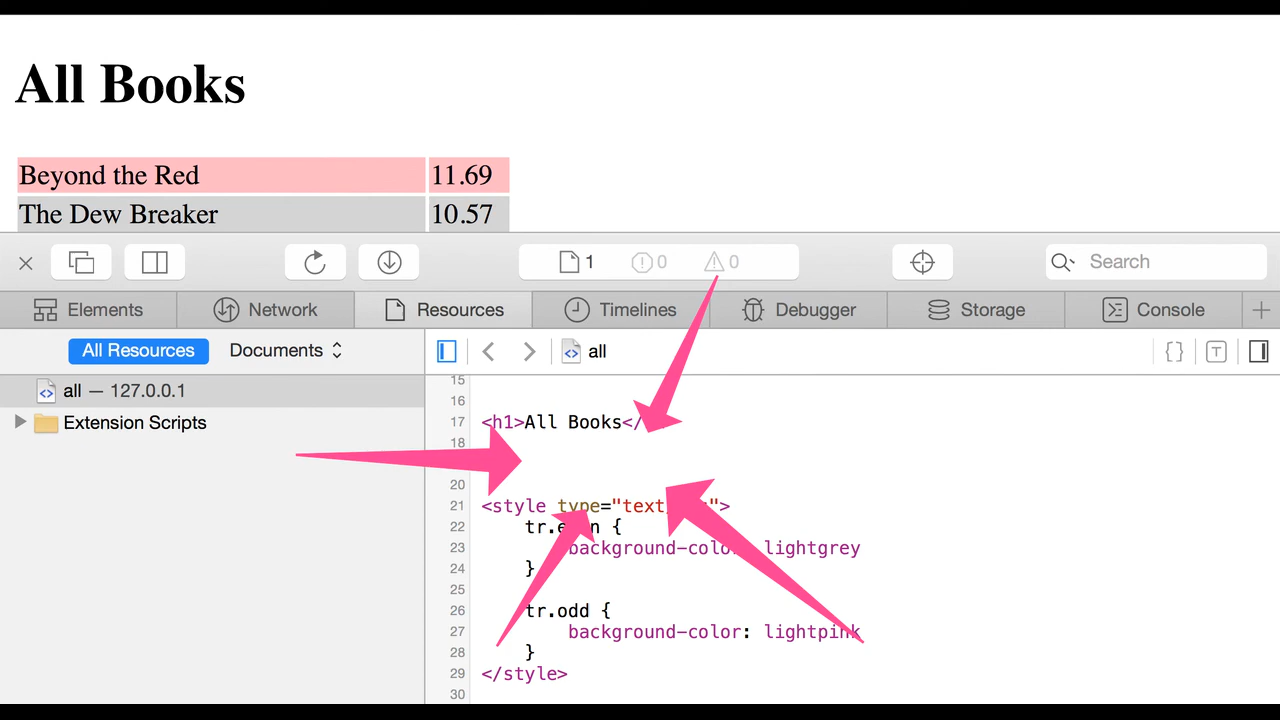 All Books
Beyond the Red 11.69
The Dew Breaker 10.57
1 0 0 Search
Elements Network Resources Timelines Debugger Storage Console
All Resources Documents all
all — 127.0.0.1
Extension Scripts
15
16
17 <h1>All Books</
18
20
21 <style type="text
22 tr. {
23 background-color: lightgrey
24 }
25
26 tr.odd {
27 background-color: lightpink
28 }
29 </style>
30